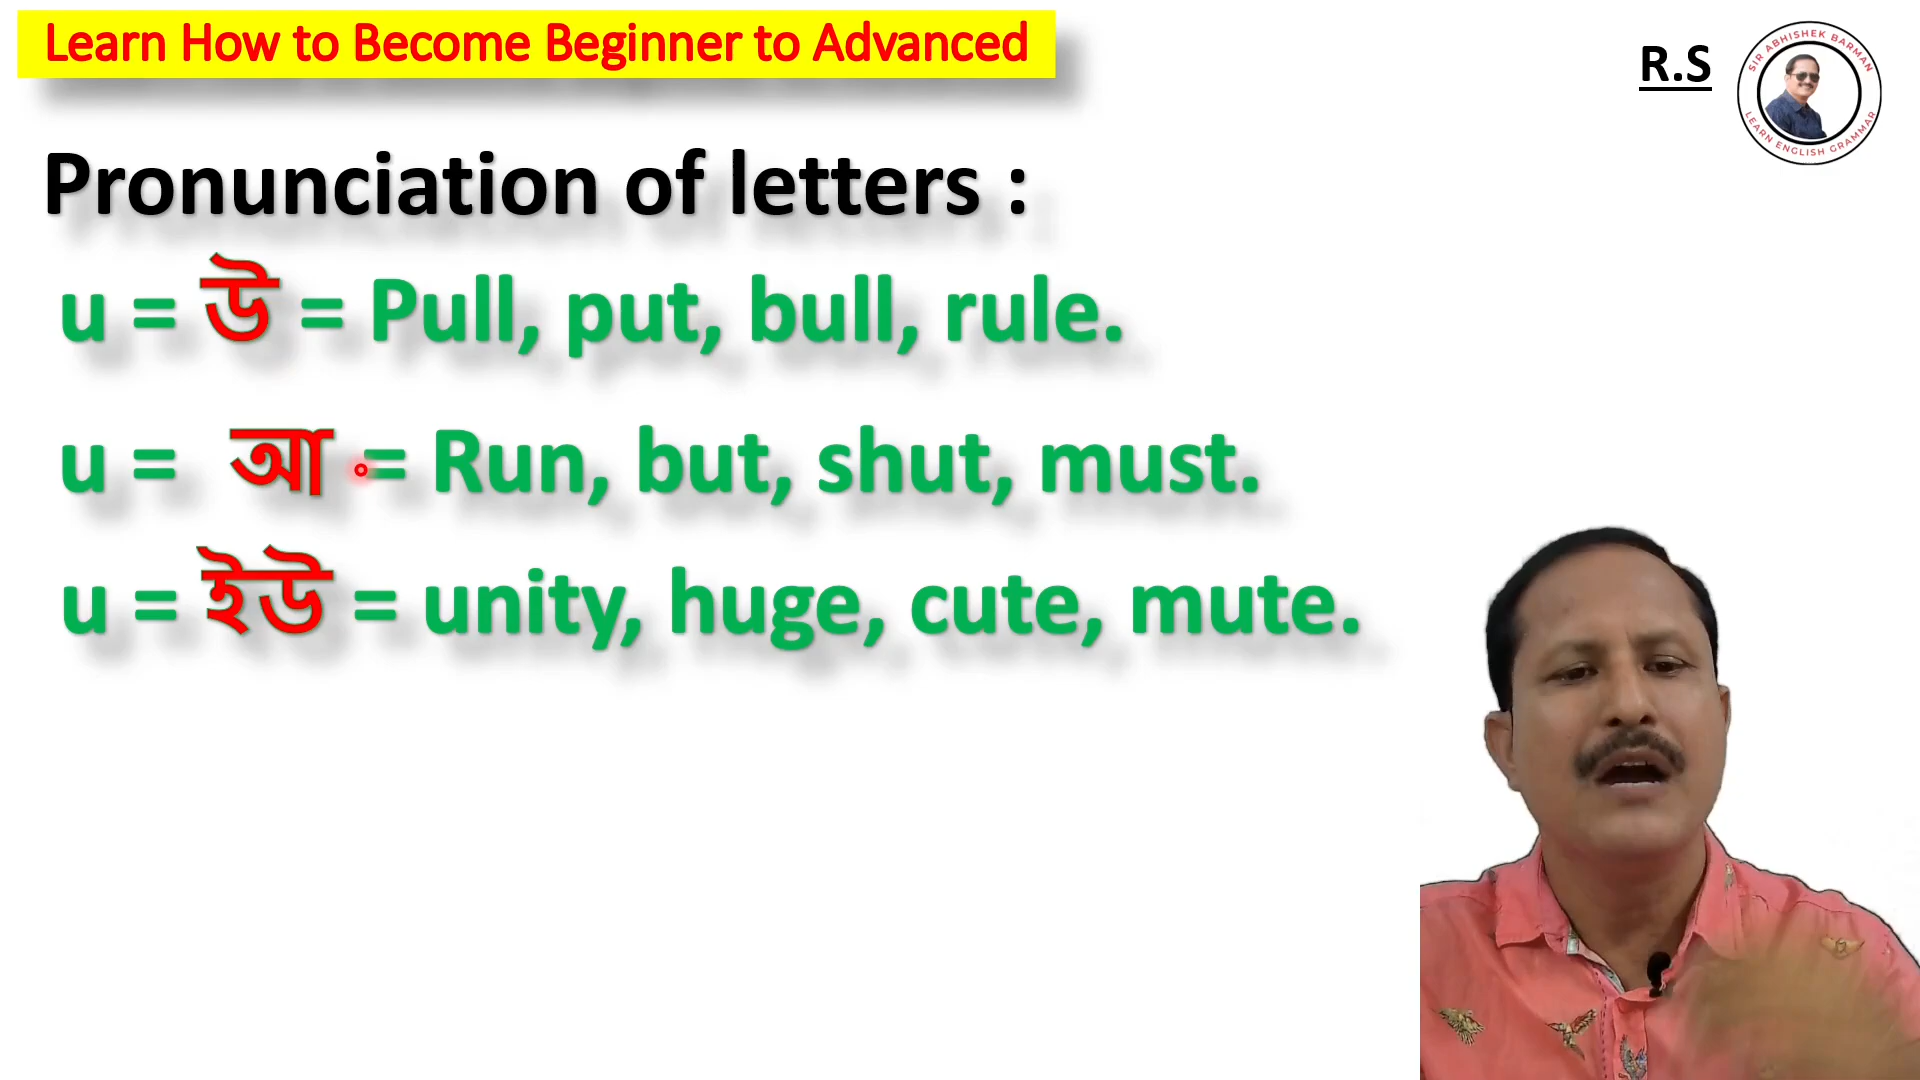 Learn How to Become Beginner to Advanced
R.S
SIR ABHISHEK BARMAN
LEARN ENGLISH GRAMMAR
Pronunciation of letters :
u = উ = Pull, put, bull, rule.
u = আ = Run, but, shut, must.
u = ইউ = unity, huge, cute, mute.